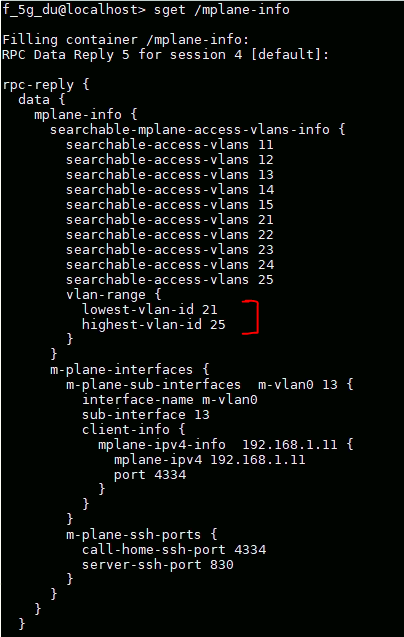 f_5g_du@localhost> sget /mplane-info
Filling container /mplane-info:
RPC Data Reply 5 for session 4 [default]:
rpc-reply {
data {
mplane-info {
searchable-mplane-access-vlans-info {
searchable-access-vlans 11
searchable-access-vlans 12
searchable-access-vlans 13
searchable-access-vlans 14
searchable-access-vlans 15
searchable-access-vlans 21
searchable-access-vlans 22
searchable-access-vlans 23
searchable-access-vlans 24
searchable-access-vlans 25
vlan-range {
lowest-vlan-id 21
highest-vlan-id 25
}
}
m-plane-interfaces {
m-plane-sub-interfaces  m-vlan0 13 {
interface-name m-vlan0
sub-interface 13
client-info {
mplane-ipv4-info  192.168.1.11 {
mplane-ipv4 192.168.1.11
port 4334
}
}
}
m-plane-ssh-ports {
call-home-ssh-port 4334
server-ssh-port 830
}
}
}
}